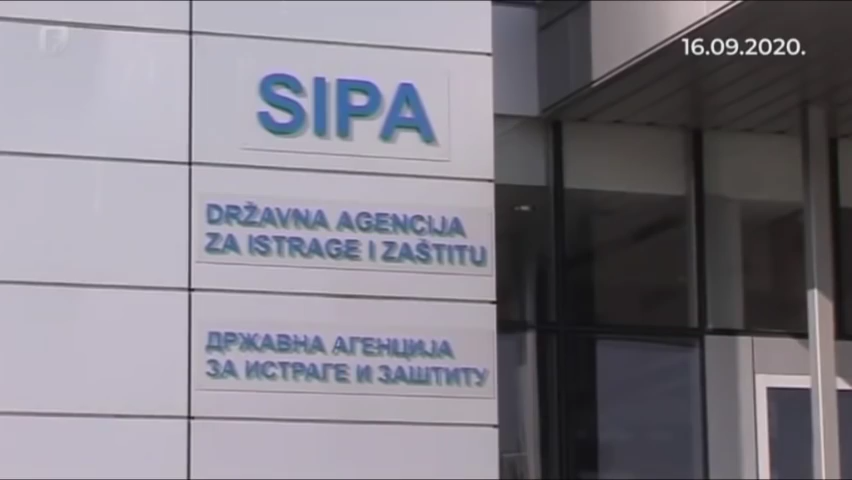 16.09.2020.
SIPA
DRŽAVNA AGENCIJA
ZA ISTRAGE I ZAŠTITU
ДРЖАВНА АГЕНЦИЈА
ЗА ИСТРАГЕ И ЗАШТИТУ